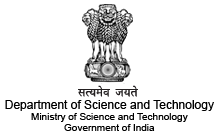 सत्यमेव जयते
Department of Science and Technology
Ministry of Science and Technology
Government of India